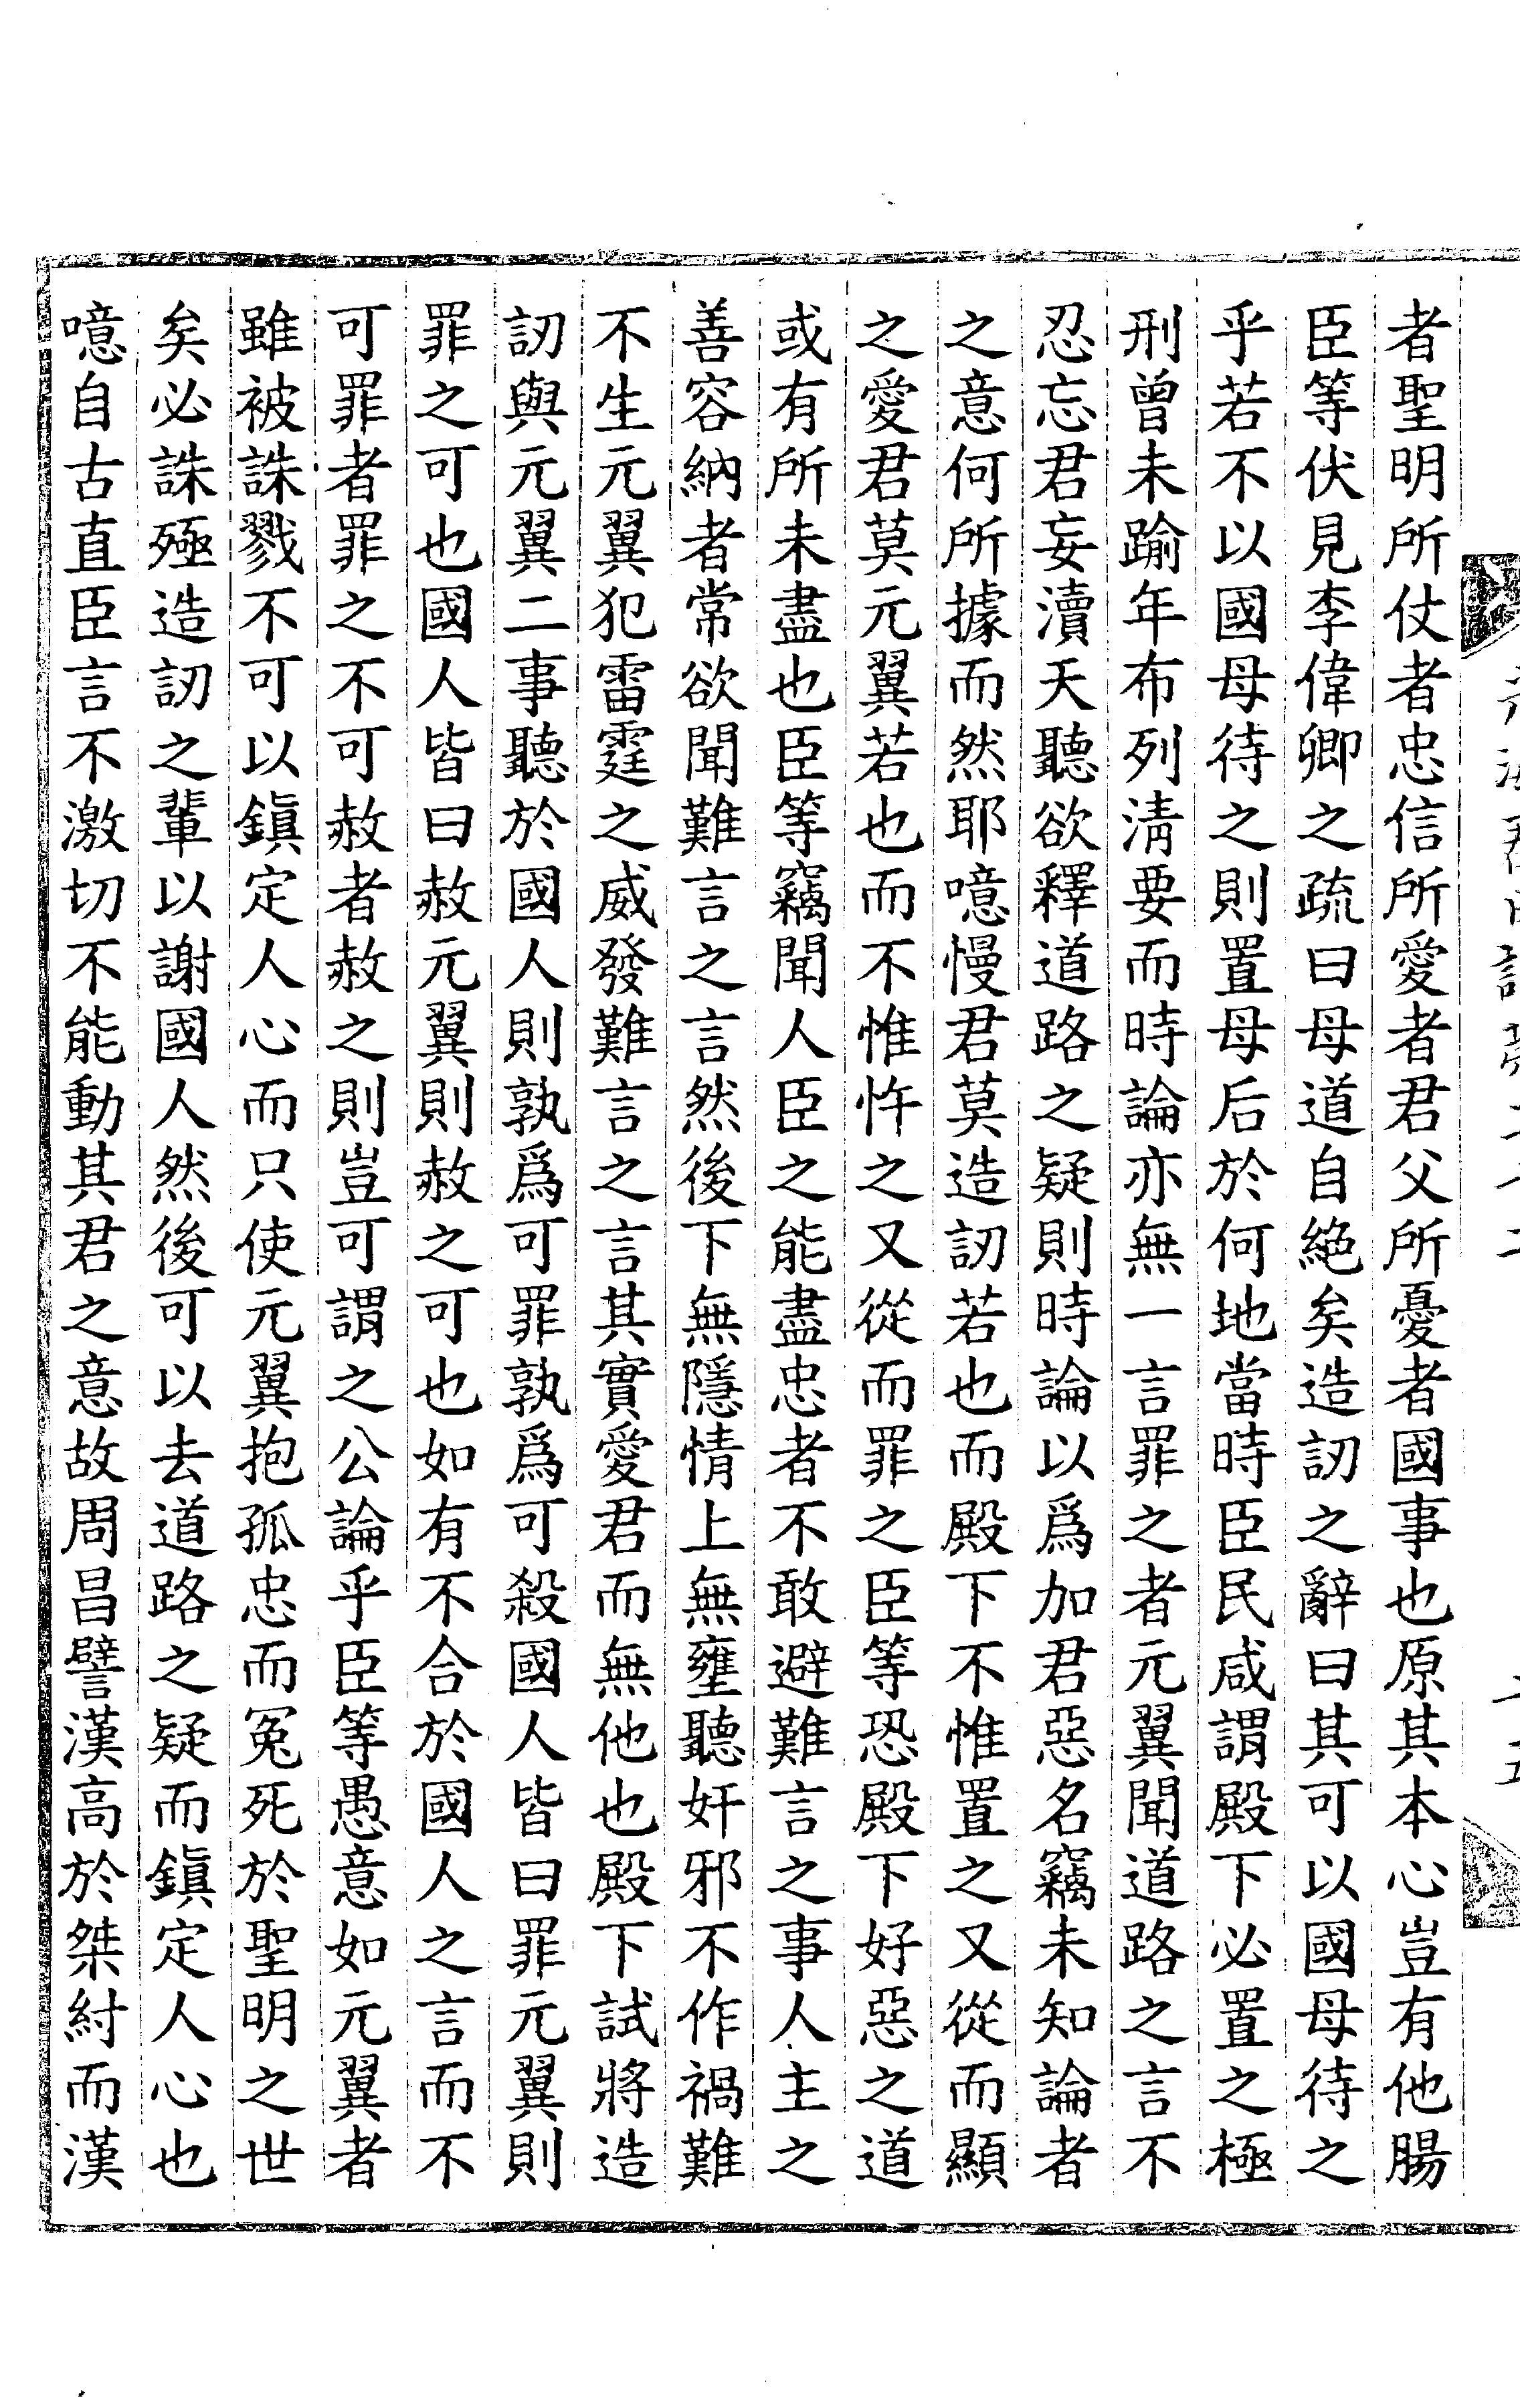 者聖明所仗者忠信所愛者君父所憂者國事也原其本心豈有他腸
臣等伏見李偉卿之疏曰母道自絕矣造訒之辭曰其可以國母待之
乎若不以國母待之則置母后於何地當時臣民咸謂殿下必置之極
刑曾未踰年布列淸要而時論亦無一言罪之者元翼聞道路之言不
忍忘君妄瀆天聽欲釋道路之疑則時論以爲加君惡名竊未知論者
之意何所據而然耶噫慢君莫造訒若也而殿下不惟置之又從而顯
之愛君莫元翼若也而不惟忤之又從而罪之臣等恐殿下好惡之道
或有所未盡也臣等竊聞人臣之能盡忠者不敢避難言之事人主之
善容納者常欲聞難言之言然後下無隱情上無壅聽奸邪不作禍難
不生元翼犯雷霆之威發難言之言其實愛君而無他也殿下試將造
訒與元翼二事聽於國人則孰爲可罪孰爲可殺國人皆曰罪元翼則
罪之可也國人皆曰赦元翼則赦之可也如有不合於國人之言而不
可罪者罪之不可赦者赦之則豈可謂之公論乎臣等愚意如元翼者
雖被誅戮不可以鎭定人心而只使元翼抱孤忠而冤死於聖明之世
矣必誅殛造訒之輩以謝國人然後可以去道路之疑而鎭定人心也
噫自古直臣言不激切不能動其君之意故周昌譬漢高於桀紂而漢